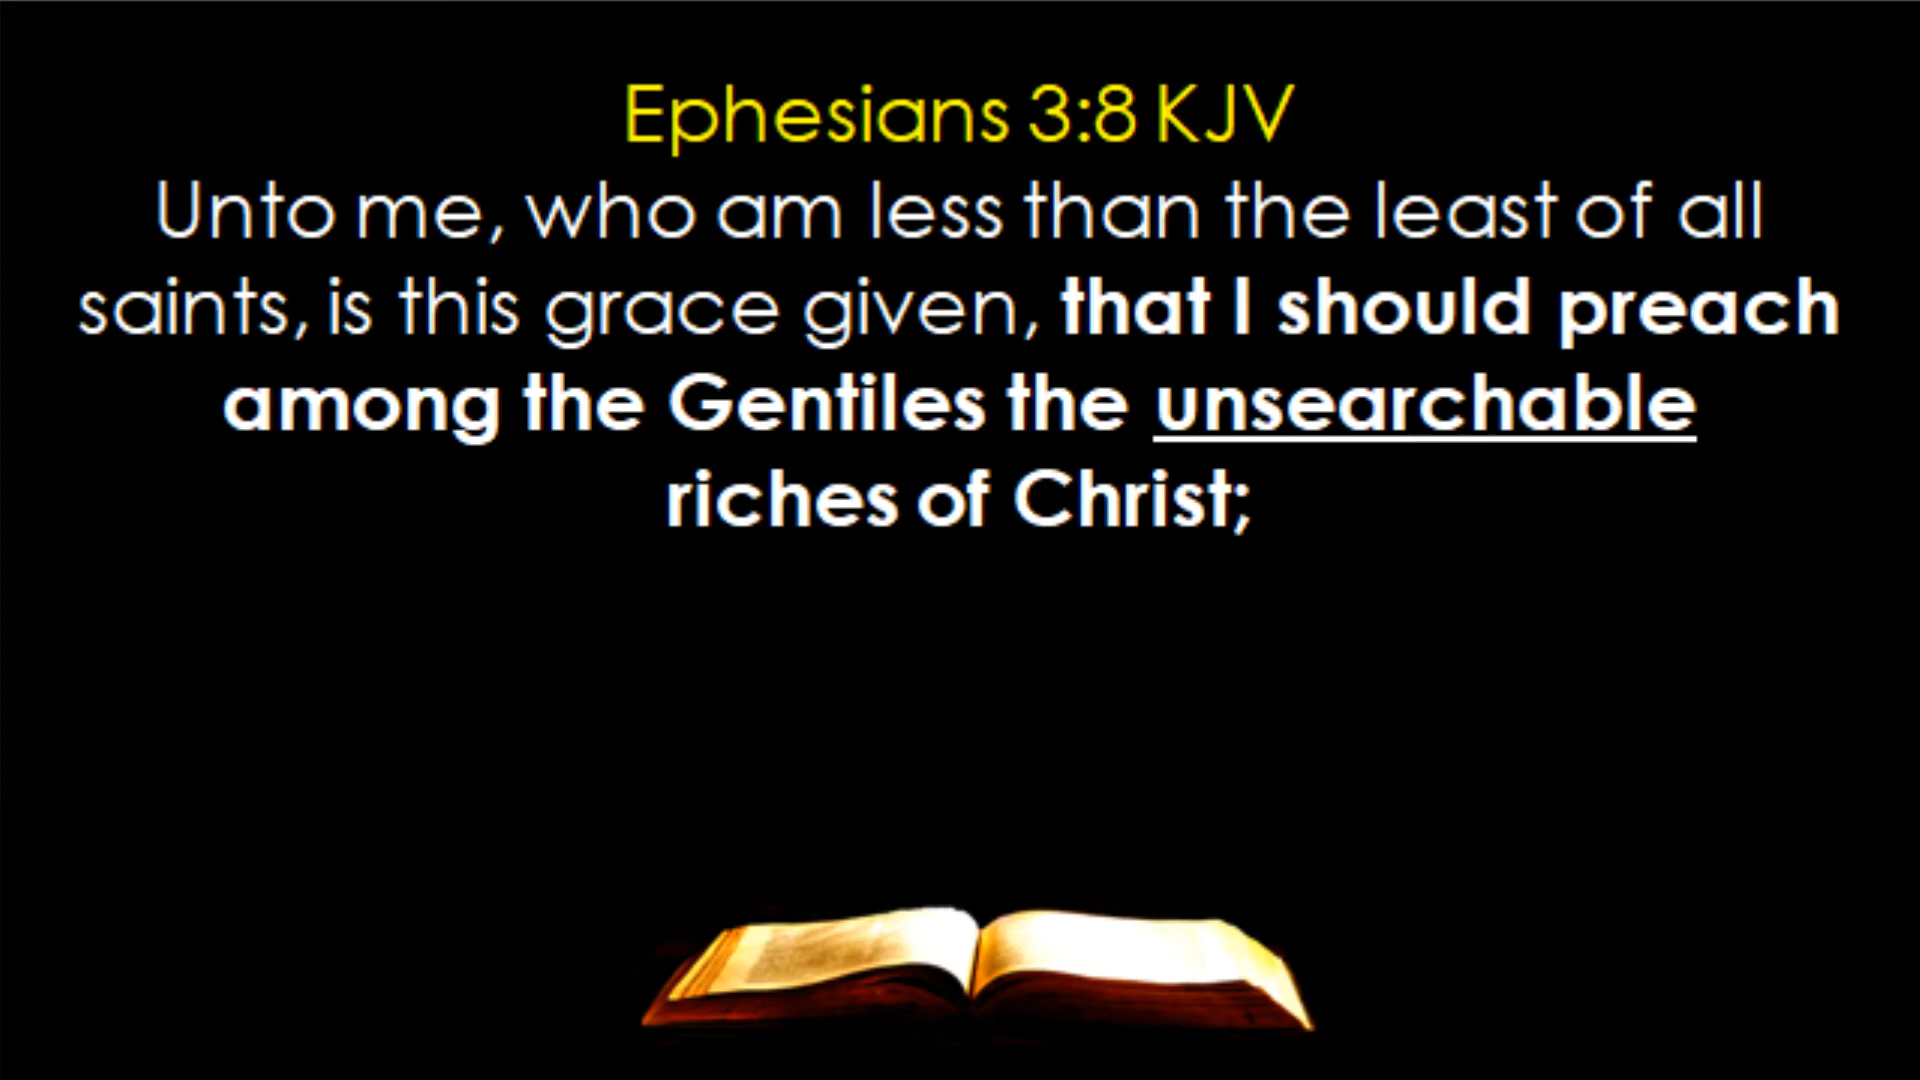 Ephesians 3:8 KJV
Unto me, who am less than the least of all
saints, is this grace given, that I should preach
among the Gentiles the unsearchable
riches of Christ;